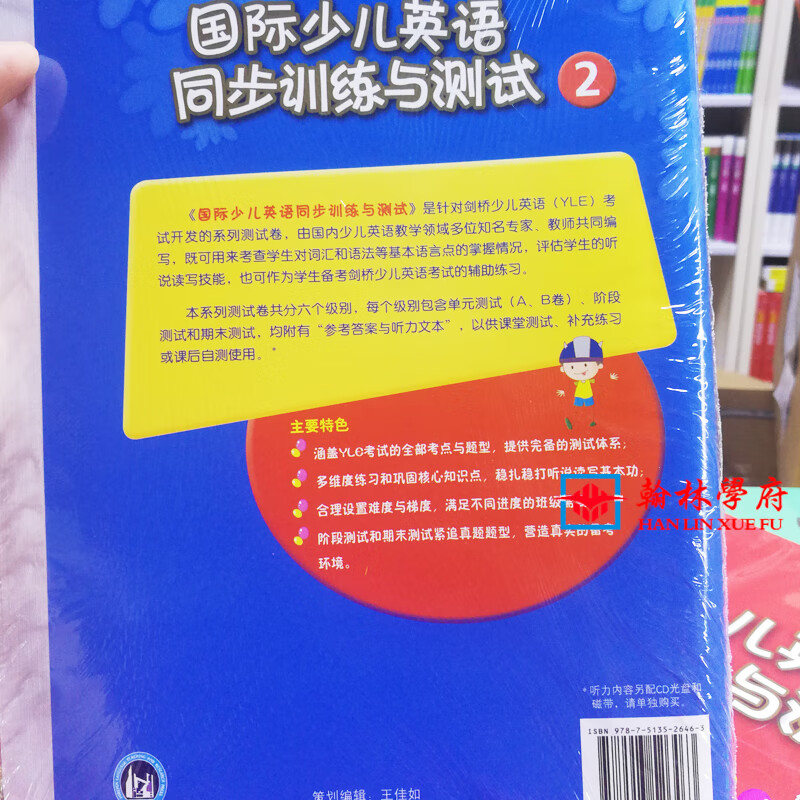 国际少儿英语
同步训练与测试 2
《国际少儿英语同步训练与测试》是针对剑桥少儿英语（YLE）考
试开发的系列测试卷，由国内少儿英语教学领域多位知名专家、教师共同编
写，既可用来考查学生对词汇和语法等基本语言点的掌握情况，评估学生的听
说读写技能，也可作为学生备考剑桥少儿英语考试的辅助练习。
本系列测试卷共分六个级别，每个级别包含单元测试（A、B卷）、阶段
测试和期末测试，均附有“参考答案与听力文本”，以供课堂测试、补充练习
或课后自测使用。*
主要特色
涵盖YLE考试的全部考点与题型，提供完备的测试体系；
多维度练习和巩固核心知识点，稳扎稳打听说读写基本功；
合理设置难度与梯度，满足不同进度的班级需
阶段测试和期末测试紧追真题题型，营造真实的备考
环境。
翰林学府
HAN LIN XUE FU
儿英
与测
*听力内容另配CD光盘和
磁带，请单独购买。
ISBN 978-7-5135-2646-3
策划编辑：王佳如